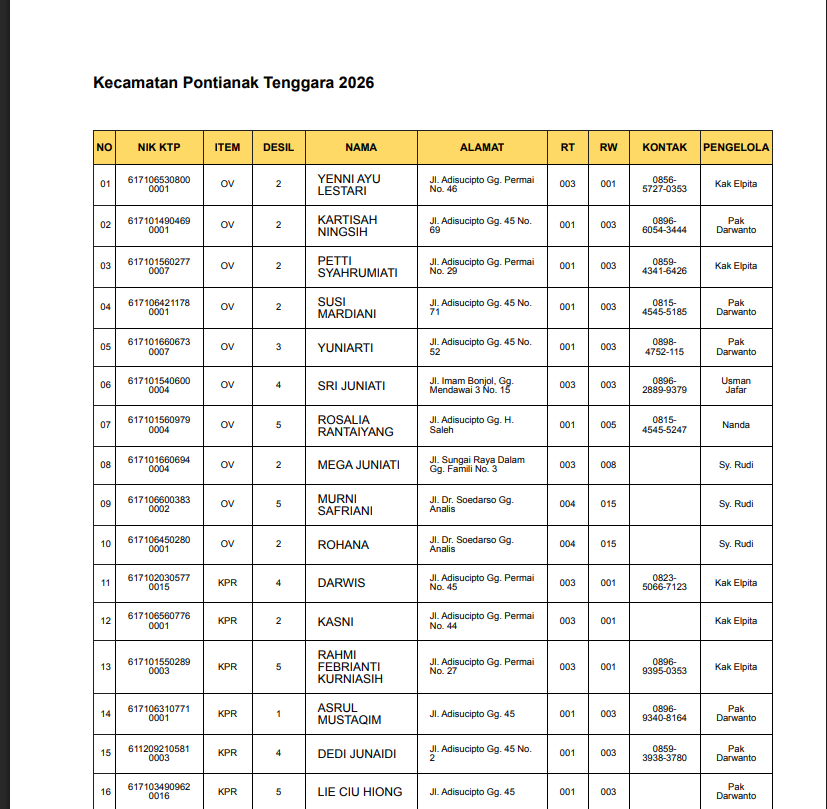 Kecamatan Pontianak Tenggara 2026
NO NIK KTP ITEM DESIL NAMA ALAMAT RT RW KONTAK PENGELOLA
01 617106530800 0001 OV 2 YENNI AYU LESTARI Jl. Adisucipto Gg. Permai No. 46 003 001 0856-5727-0353 Kak Elpita
02 617101490469 0001 OV 2 KARTISAH NINGSIH Jl. Adisucipto Gg. 45 No. 69 001 003 0896-6054-3444 Pak Darwanto
03 617101560277 0007 OV 2 PETTI SYAHRUMIATI Jl. Adisucipto Gg. Permai No. 29 001 003 0859-4341-6426 Kak Elpita
04 617106421178 0001 OV 2 SUSI MARDIANI Jl. Adisucipto Gg. 45 No. 71 001 003 0815-4545-5185 Pak Darwanto
05 617101660673 0007 OV 3 YUNIARTI Jl. Adisucipto Gg. 45 No. 52 001 003 0898-4752-115 Pak Darwanto
06 617101540600 0004 OV 4 SRI JUNIATI Jl. Imam Bonjol, Gg. Mendawai 3 No. 15 003 003 0896-2889-9379 Usman Jafar
07 617101560979 0004 OV 5 ROSALIA RANTAIYANG Jl. Adisucipto Gg. H. Saleh 001 005 0815-4545-5247 Nanda
08 617101660694 0004 OV 2 MEGA JUNIATI Jl. Sungai Raya Dalam Gg. Famili No. 3 003 008 Sy. Rudi
09 617106600383 0002 OV 5 MURNI SAFRIANI Jl. Dr. Soedarso Gg. Analis 004 015 Sy. Rudi
10 617106450280 0001 OV 2 ROHANA Jl. Dr. Soedarso Gg. Analis 004 015 Sy. Rudi
11 617102030577 0015 KPR 4 DARWIS Jl. Adisucipto Gg. Permai No. 45 003 001 0823-5066-7123 Kak Elpita
12 617106560776 0001 KPR 2 KASNI Jl. Adisucipto Gg. Permai No. 44 003 001 Kak Elpita
13 617101550289 0003 KPR 5 RAHMI FEBRIANTI KURNIASIH Jl. Adisucipto Gg. Permai No. 27 003 001 0896-9395-0353 Kak Elpita
14 617106310771 0001 KPR 1 ASRUL MUSTAQIM Jl. Adisucipto Gg. 45 001 003 0896-9340-8164 Pak Darwanto
15 611209210581 0003 KPR 4 DEDI JUNAIDI Jl. Adisucipto Gg. 45 No. 2 001 003 0859-3938-3780 Pak Darwanto
16 617103490962 0016 KPR 5 LIE CIU HIONG Jl. Adisucipto Gg. 45 001 003 Pak Darwanto